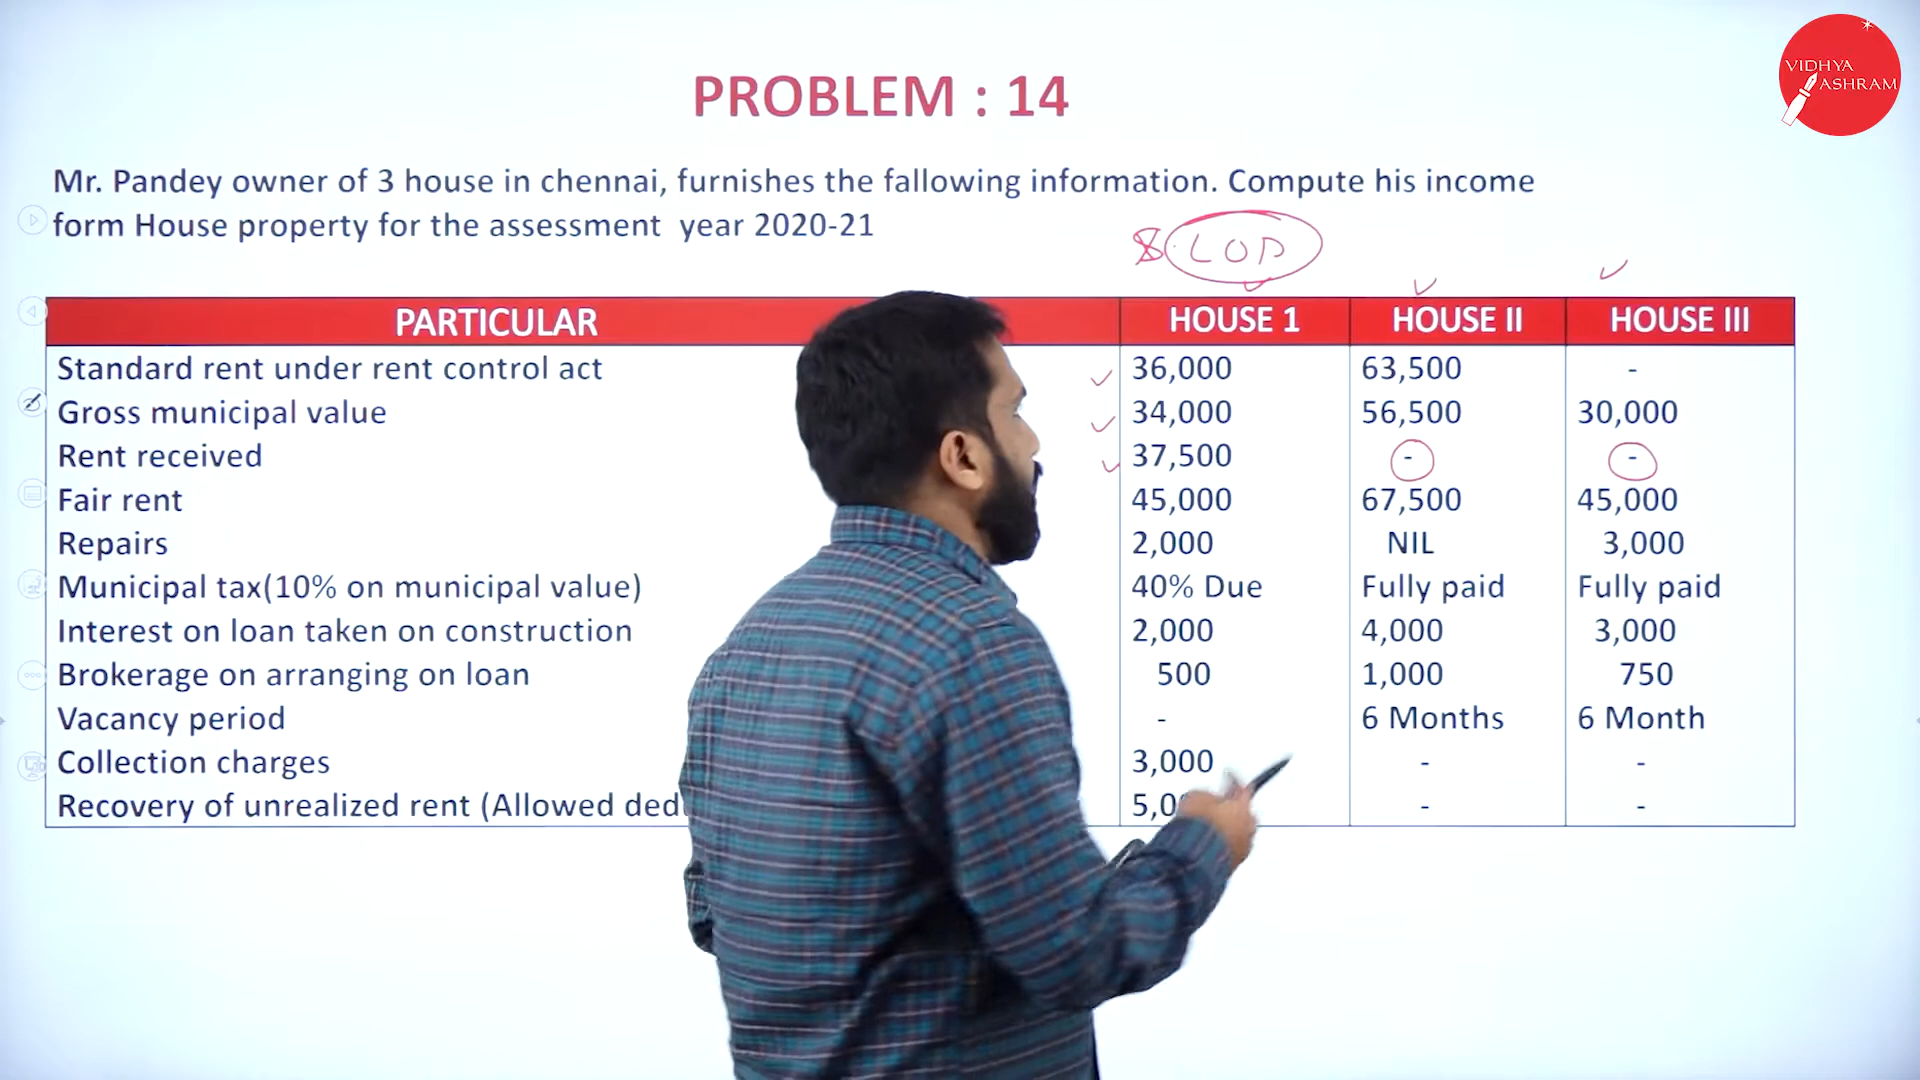 VIDHYA
ASHRAM
PROBLEM : 14
Mr. Pandey owner of 3 house in chennai, furnishes the fallowing information. Compute his income
form House property for the assessment year 2020-21
LOP
PARTICULAR HOUSE 1 HOUSE II HOUSE III
Standard rent under rent control act 36,000 63,500 -
Gross municipal value 34,000 56,500 30,000
Rent received 37,500 - -
Fair rent 45,000 67,500 45,000
Repairs 2,000 NIL 3,000
Municipal tax(10% on municipal value) 40% Due Fully paid Fully paid
Interest on loan taken on construction 2,000 4,000 3,000
Brokerage on arranging on loan 500 1,000 750
Vacancy period - 6 Months 6 Month
Collection charges 3,000 - -
Recovery of unrealized rent (Allowed - -